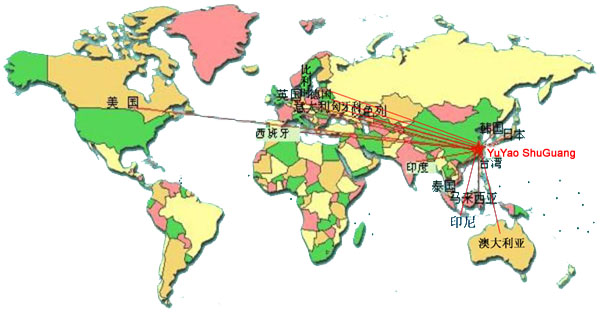 比利时
英国
德国
美 国
意大利
匈牙利
以色列
西班牙
韩国
日本
YuYao ShuGuang
台湾
印度
泰国
马来西亚
印尼
澳大利亚